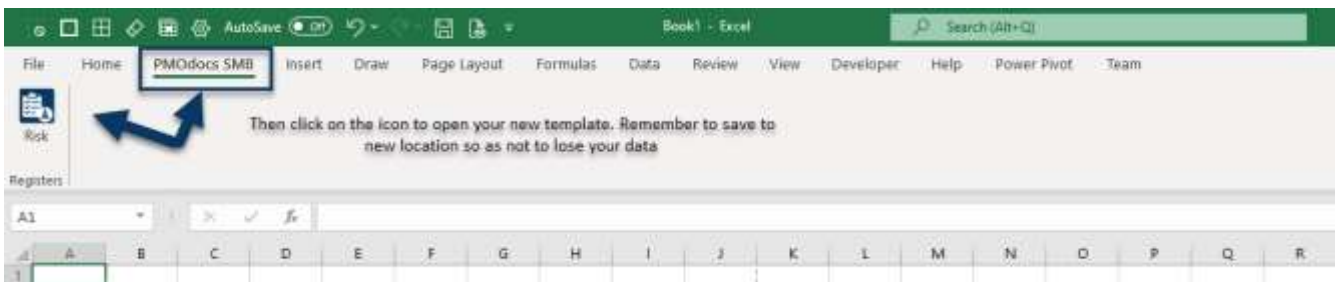 AutoSave Off Book1 - Excel Search (Alt+Q)
File Home PMOdocs SMB Insert Draw Page Layout Formulas Data Review View Developer Help Power Pivot Team
Risk
Then click on the icon to open your new template. Remember to save to
new location so as not to lose your data
Registers
A1 fx
A B C D E F G H I J K L M N O P Q R
1